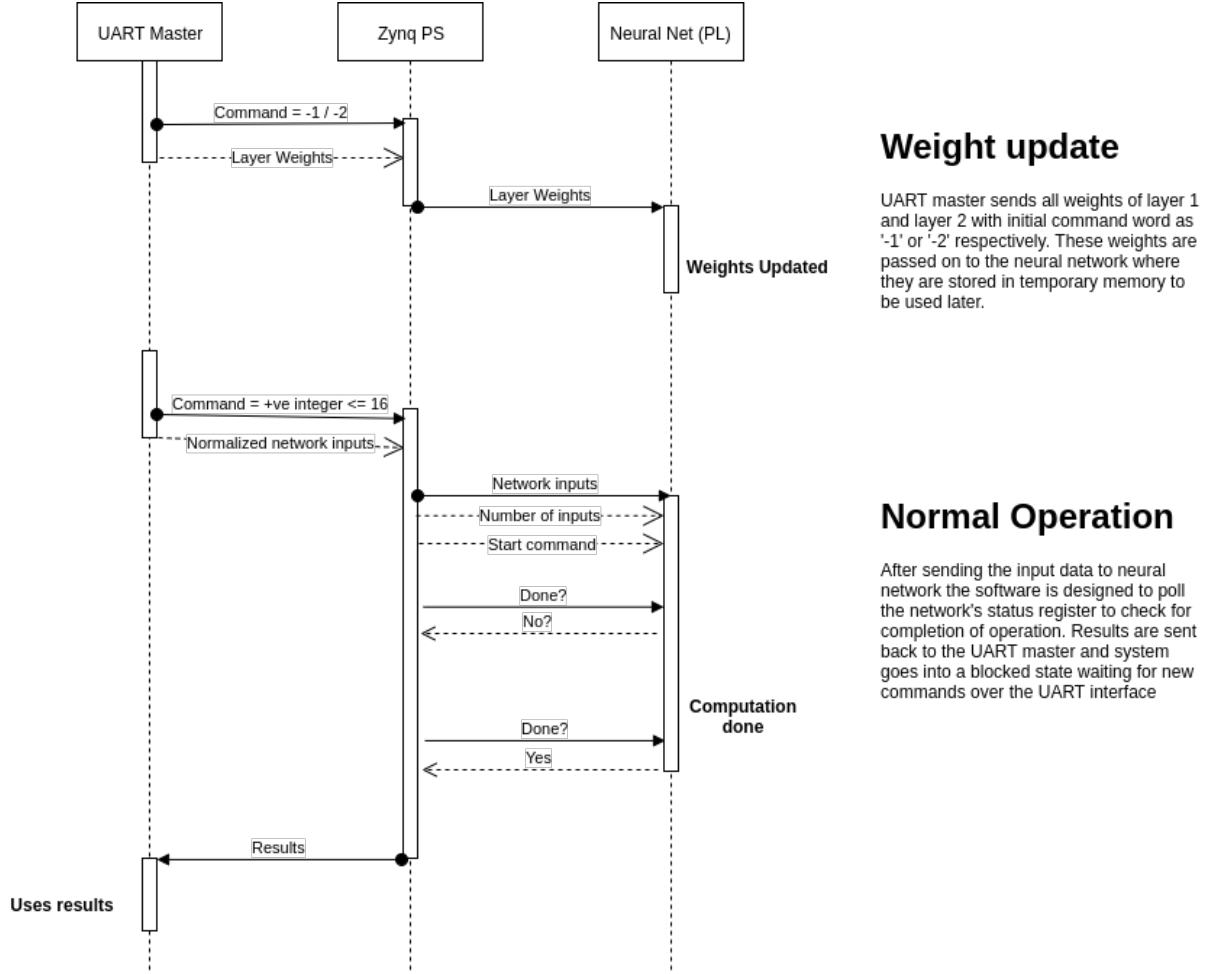 UART Master
Zynq PS
Neural Net (PL)
Command = -1 / -2
Layer Weights
Layer Weights
Weights Updated
Weight update
UART master sends all weights of layer 1
and layer 2 with initial command word as
'-1' or '-2' respectively. These weights are
passed on to the neural network where
they are stored in temporary memory to
be used later.
Command = +ve integer <= 16
Normalized network inputs
Network inputs
Number of inputs
Start command
Done?
No?
Computation
done
Done?
Yes
Results
Uses results
Normal Operation
After sending the input data to neural
network the software is designed to poll
the network's status register to check for
completion of operation. Results are sent
back to the UART master and system
goes into a blocked state waiting for new
commands over the UART interface